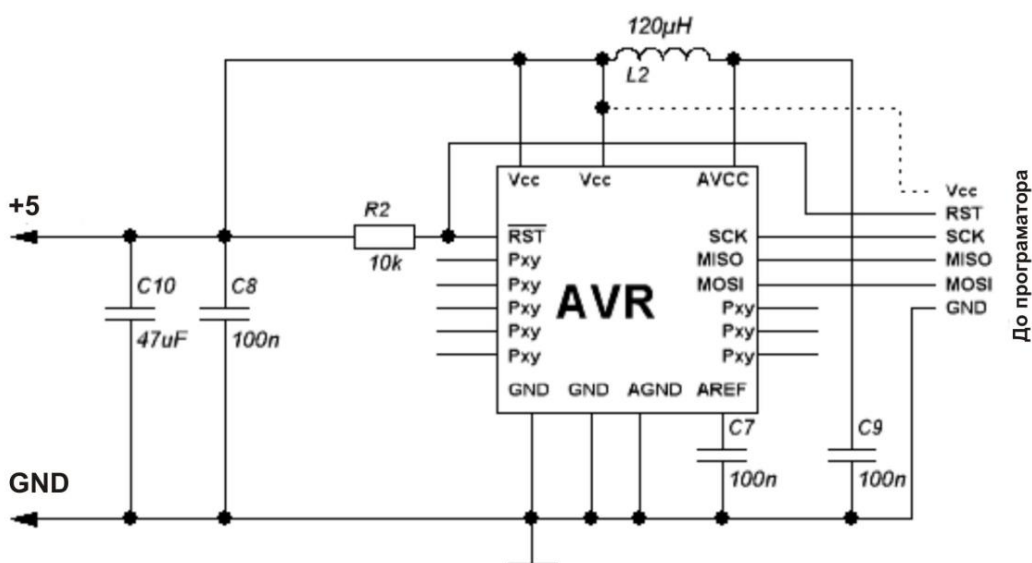 120µH
L2
Vcc Vcc AVCC
+5
R2
10k
RST
Pxy
Pxy
Pxy
Pxy
Pxy
SCK
MISO
MOSI
Pxy
Pxy
Pxy
AVR
GND GND AGND AREF
Vcc
RST
SCK
MISO
MOSI
GND
До програматора
C10
47uF
C8
100n
C7
100n
C9
100n
GND